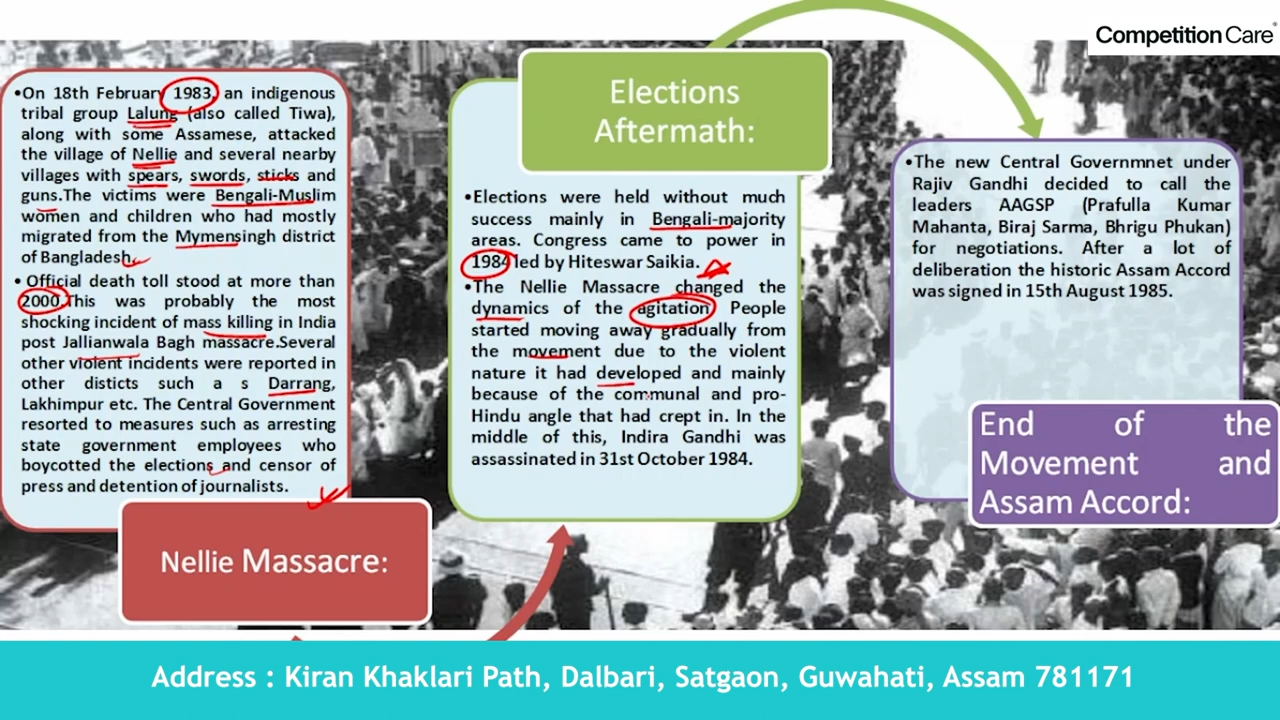 CompetitionCare
•On 18th February 1983, an indigenous
tribal group Lalung (also called Tiwa),
along with some Assamese, attacked
the village of Nellie and several nearby
villages with spears, swords, sticks and
guns.The victims were Bengali-Muslim
women and children who had mostly
migrated from the Mymensingh district
of Bangladesh.
• Official death toll stood at more than
2000.This was probably the most
shocking incident of mass killing in India
post Jallianwala Bagh massacre.Several
other violent incidents were reported in
other disticts such a s Darrang,
Lakhimpur etc. The Central Government
resorted to measures such as arresting
state government employees who
boycotted the elections and censor of
press and detention of journalists.
Nellie Massacre:
Elections
Aftermath:
•Elections were held without much
success mainly in Bengali-majority
areas. Congress came to power in
1984 led by Hiteswar Saikia.
•The Nellie Massacre changed the
dynamics of the agitation. People
started moving away gradually from
the movement due to the violent
nature it had developed and mainly
because of the communal and pro-
Hindu angle that had crept in. In the
middle of this, Indira Gandhi was
assassinated in 31st October 1984.
•The new Central Governmnet under
Rajiv Gandhi decided to call the
leaders AAGSP (Prafulla Kumar
Mahanta, Biraj Sarma, Bhrigu Phukan)
for negotiations. After a lot of
deliberation the historic Assam Accord
was signed in 15th August 1985.
End of the
Movement and
Assam Accord:
Address : Kiran Khaklari Path, Dalbari, Satgaon, Guwahati, Assam 781171